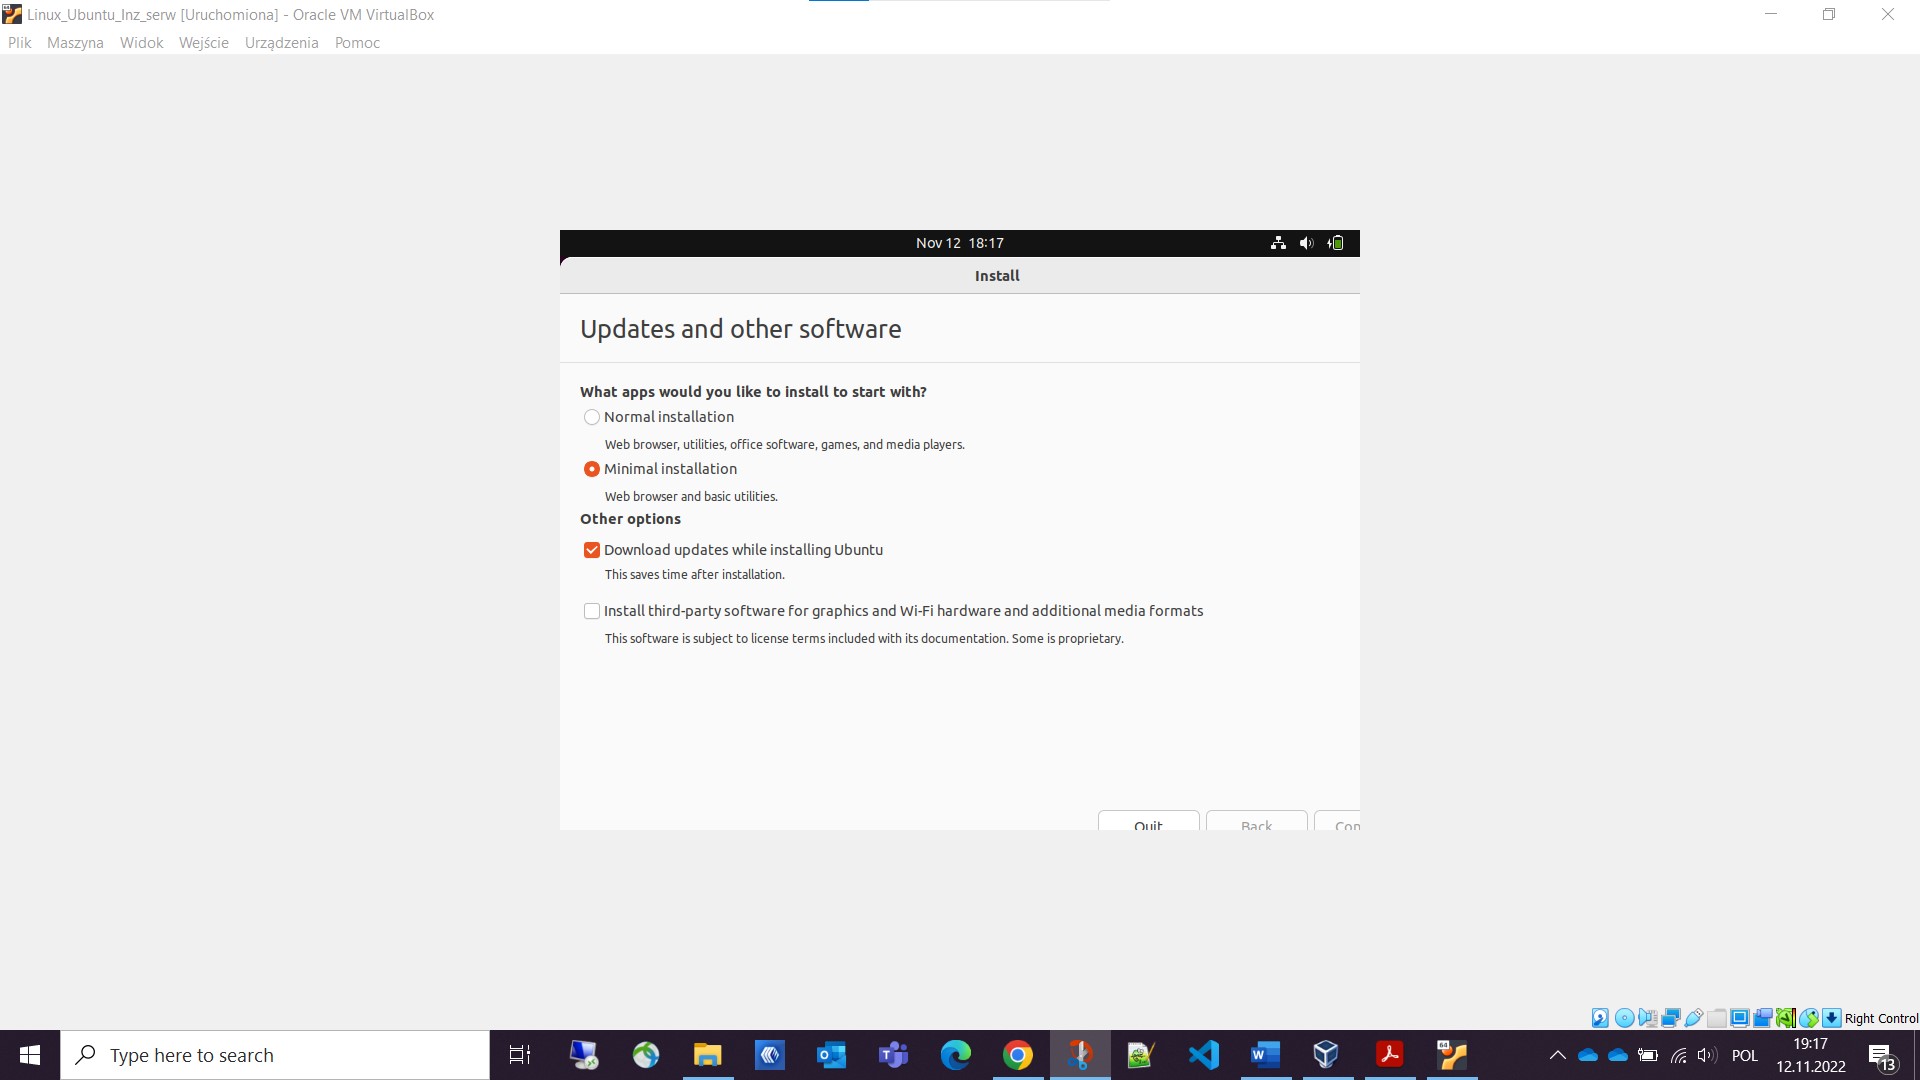 Linux_Ubuntu_Inz_serw [Uruchomiona] - Oracle VM VirtualBox
Plik Maszyna Widok Wejście Urządzenia Pomoc
Nov 12 18:17
Install
Updates and other software
What apps would you like to install to start with?
Normal installation
Web browser, utilities, office software, games, and media players.
Minimal installation
Web browser and basic utilities.
Other options
Download updates while installing Ubuntu
This saves time after installation.
Install third-party software for graphics and Wi-Fi hardware and additional media formats
This software is subject to license terms included with its documentation. Some is proprietary.
Quit Back Con
Right Control
Type here to search
POL
19:17
12.11.2022
13